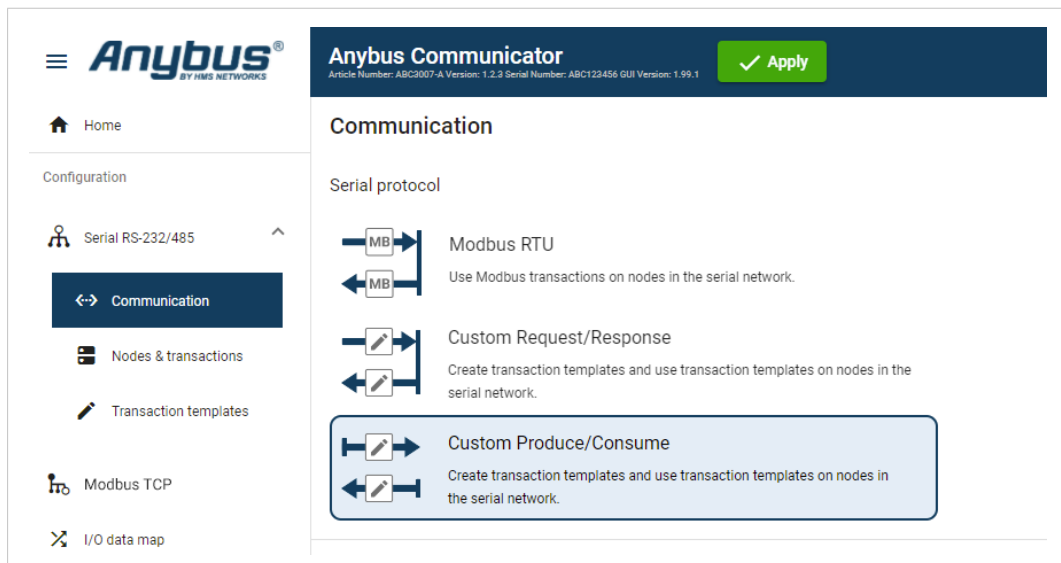 Anybus®
BY HMS NETWORKS
Anybus Communicator
Article Number: ABC3007-A Version: 1.2.3 Serial Number: ABC123456 GUI Version: 1.99.1
Apply
Home
Configuration
Serial RS-232/485
Communication
Nodes & transactions
Transaction templates
Modbus TCP
I/O data map
Communication
Serial protocol
MB
MB
Modbus RTU
Use Modbus transactions on nodes in the serial network.
Custom Request/Response
Create transaction templates and use transaction templates on nodes in the
serial network.
Custom Produce/Consume
Create transaction templates and use transaction templates on nodes in
the serial network.